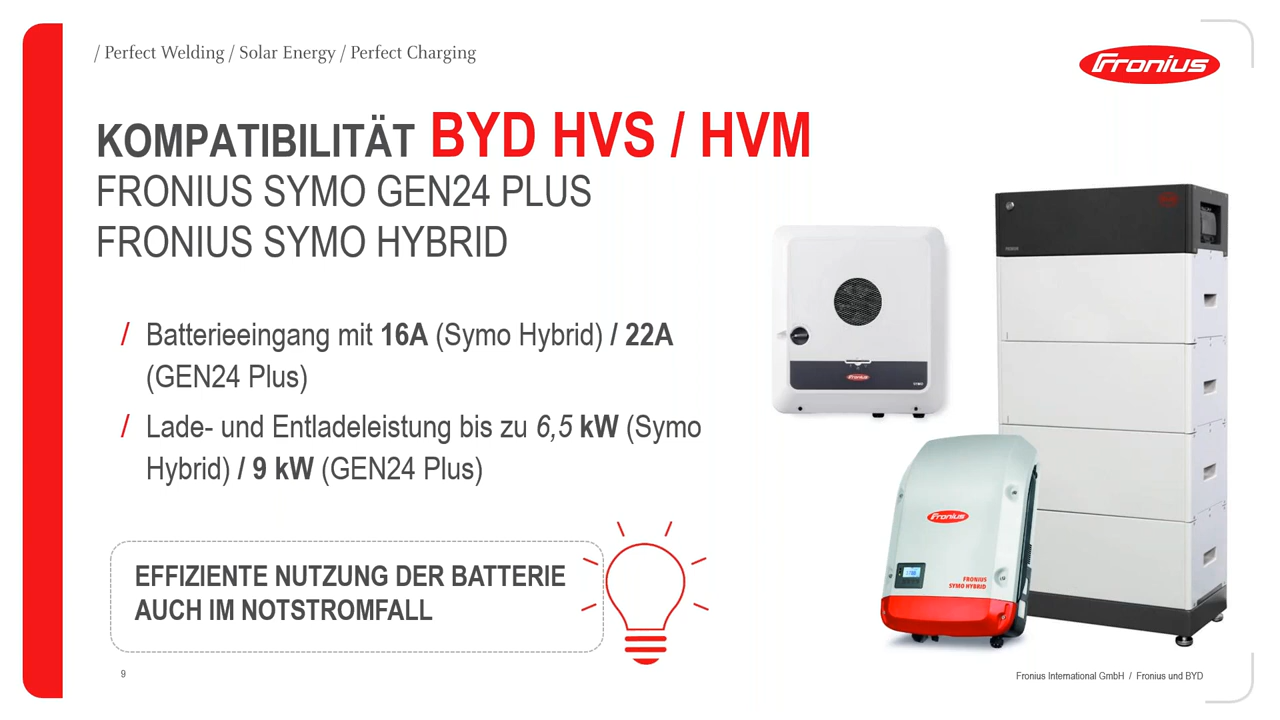 / Perfect Welding / Solar Energy / Perfect Charging
Fronius
KOMPATIBILITÄT BYD HVS / HVM
FRONIUS SYMO GEN24 PLUS
FRONIUS SYMO HYBRID
/ Batterieeingang mit 16A (Symo Hybrid) / 22A
(GEN24 Plus)
/ Lade- und Entladeleistung bis zu 6,5 kW (Symo
Hybrid) / 9 kW (GEN24 Plus)
Fronius
SYMO
Fronius
FRONIUS
SYMO HYBRID
EFFIZIENTE NUTZUNG DER BATTERIE
AUCH IM NOTSTROMFALL
9
Fronius International GmbH / Fronius und BYD